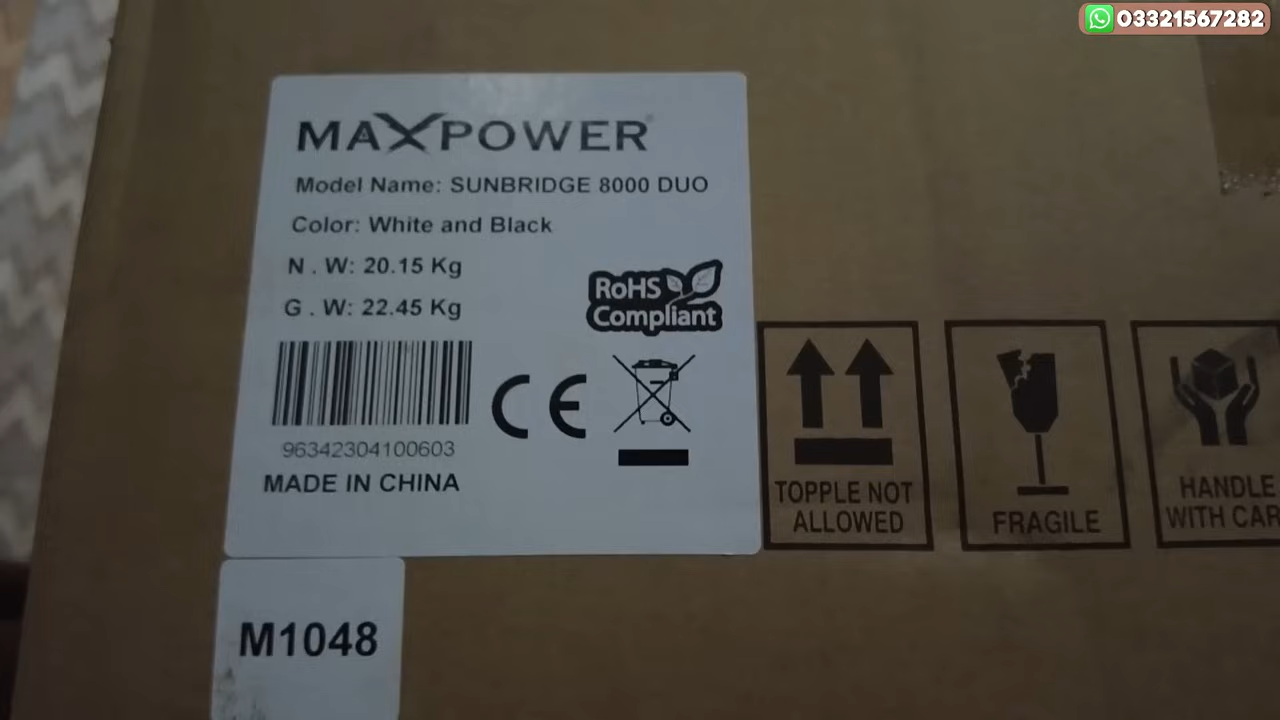 03321567282
MAXPOWER
Model Name: SUNBRIDGE 8000 DUO
Color: White and Black
N . W: 20.15 Kg
G . W: 22.45 Kg
RoHS
Compliant
CE
96342304100603
MADE IN CHINA
TOPPLE NOT
ALLOWED
FRAGILE
HANDLE
WITH CAR
M1048